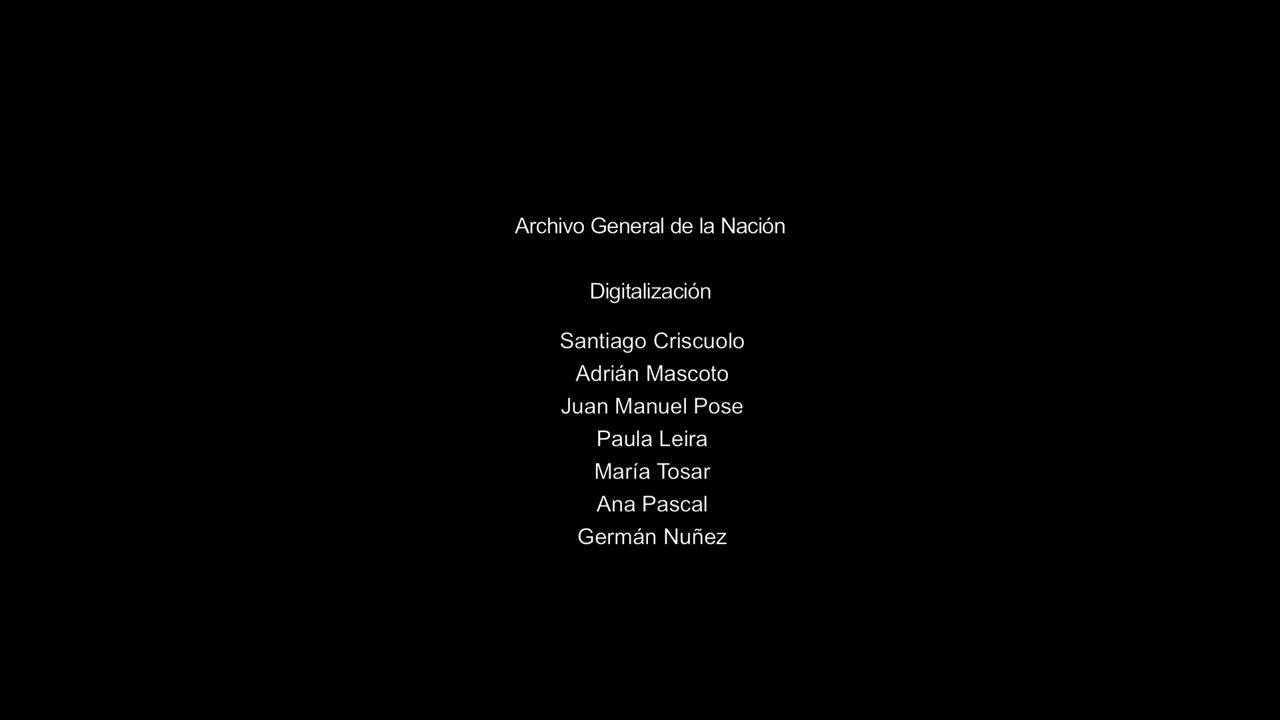 Archivo General de la Nación
Digitalización
Santiago Criscuolo
Adrián Mascoto
Juan Manuel Pose
Paula Leira
María Tosar
Ana Pascal
Germán Nuñez